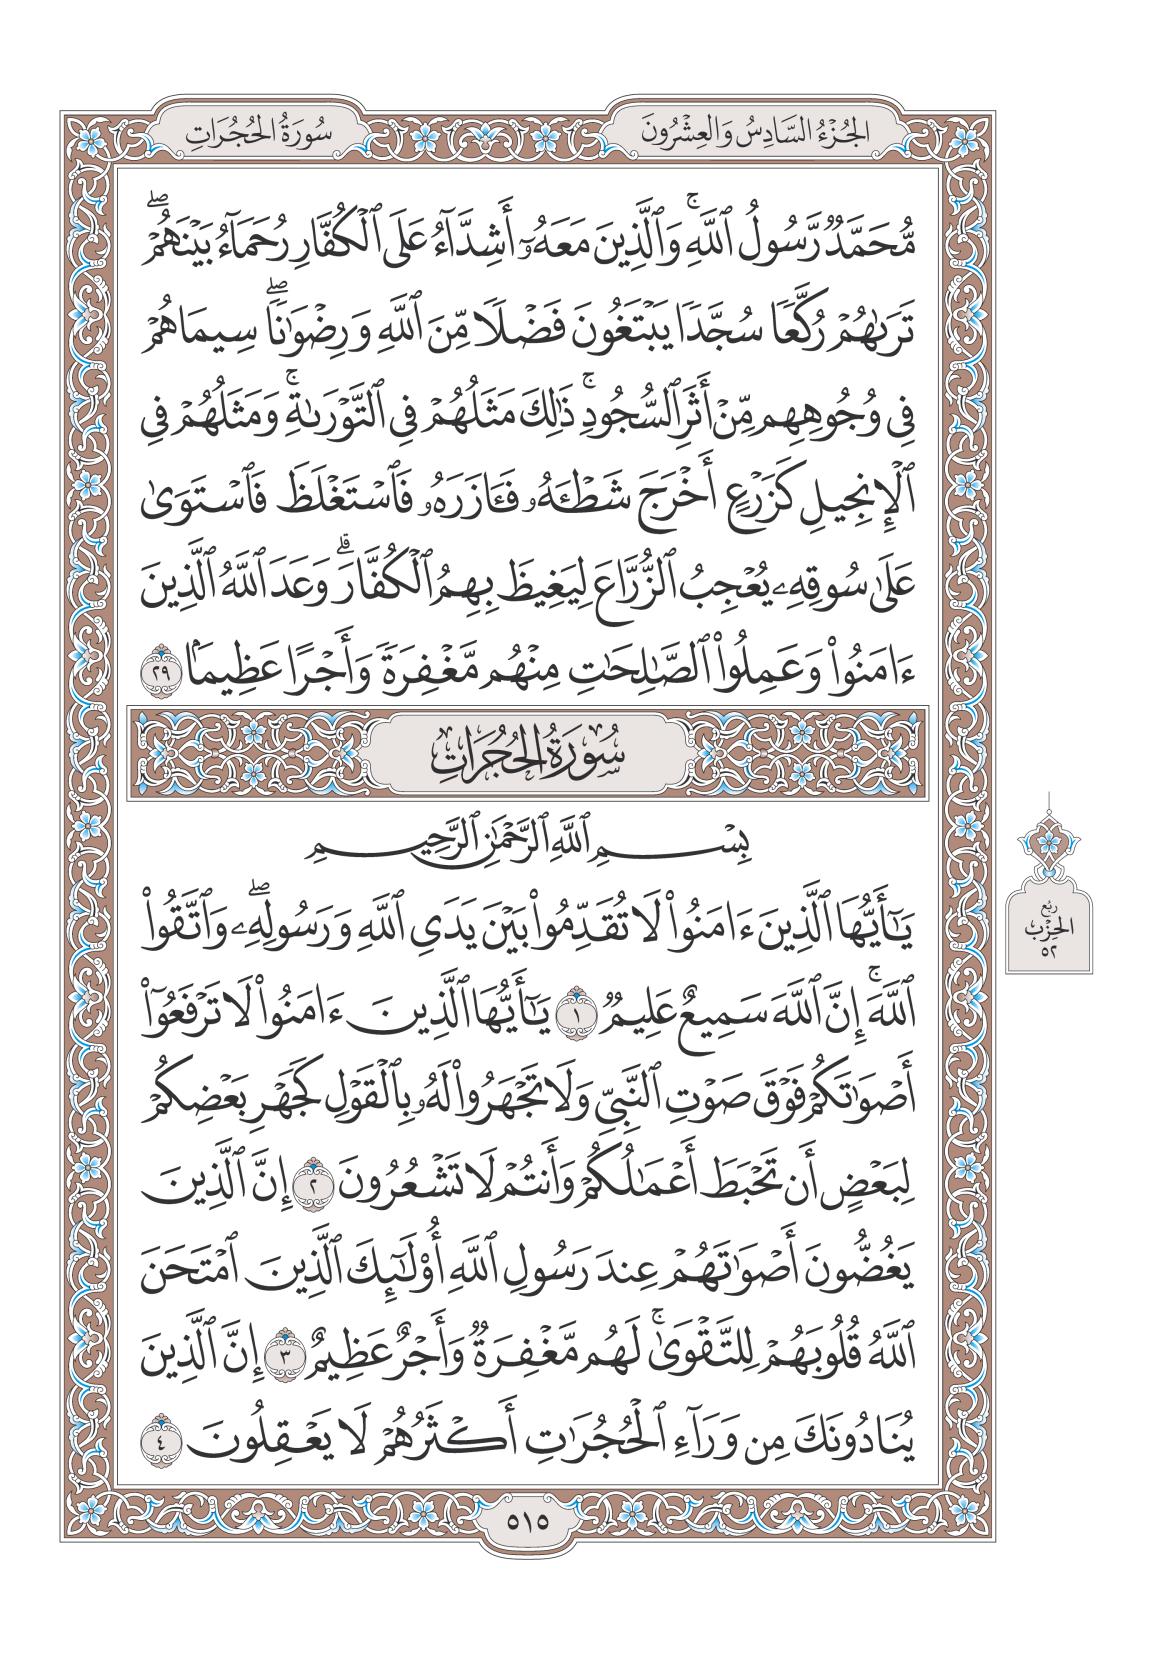 الجُزْءُ السَّادِسُ وَالعِشْرُونَ
سُورَةُ الحُجُرَاتِ
مُّحَمَّدٌ رَّسُولُ ٱللَّهِۚ وَٱلَّذِينَ مَعَهُۥٓ أَشِدَّآءُ عَلَى ٱلْكُفَّارِ رُحَمَآءُ بَيْنَهُمْۖ
تَرَىٰهُمْ رُكَّعًا سُجَّدًا يَبْتَغُونَ فَضْلًا مِّنَ ٱللَّهِ وَرِضْوَٰنًاۖ سِيمَاهُمْ
فِى وُجُوهِهِم مِّنْ أَثَرِ ٱلسُّجُودِۚ ذَٰلِكَ مَثَلُهُمْ فِى ٱلتَّوْرَىٰةِۚ وَمَثَلُهُمْ فِى
ٱلْإِنجِيلِ كَزَرْعٍ أَخْرَجَ شَطْـَٔهُۥ فَـَٔازَرَهُۥ فَٱسْتَغْلَظَ فَٱسْتَوَىٰ
عَلَىٰ سُوقِهِۦ يُعْجِبُ ٱلزُّرَّاعَ لِيَغِيظَ بِهِمُ ٱلْكُفَّارَۗ وَعَدَ ٱللَّهُ ٱلَّذِينَ
ءَامَنُوا۟ وَعَمِلُوا۟ ٱلصَّـٰلِحَـٰتِ مِنْهُم مَّغْفِرَةً وَأَجْرًا عَظِيمًۢا ٢٩
سُورَةُ الحُجُرَاتِ
بِسْمِ ٱللَّهِ ٱلرَّحْمَـٰنِ ٱلرَّحِيمِ
يَـٰٓأَيُّهَا ٱلَّذِينَ ءَامَنُوا۟ لَا تُقَدِّمُوا۟ بَيْنَ يَدَىِ ٱللَّهِ وَرَسُولِهِۦۖ وَٱتَّقُوا۟
ٱللَّهَۚ إِنَّ ٱللَّهَ سَمِيعٌ عَلِيمٌ ١ يَـٰٓأَيُّهَا ٱلَّذِينَ ءَامَنُوا۟ لَا تَرْفَعُوٓا۟
أَصْوَٰتَكُمْ فَوْقَ صَوْتِ ٱلنَّبِىِّ وَلَا تَجْهَرُوا۟ لَهُۥ بِٱلْقَوْلِ كَجَهْرِ بَعْضِكُمْ
لِبَعْضٍ أَن تَحْبَطَ أَعْمَـٰلُكُمْ وَأَنتُمْ لَا تَشْعُرُونَ ٢ إِنَّ ٱلَّذِينَ
يَغُضُّونَ أَصْوَٰتَهُمْ عِندَ رَسُولِ ٱللَّهِ أُو۟لَـٰٓئِكَ ٱلَّذِينَ ٱمْتَحَنَ
ٱللَّهُ قُلُوبَهُمْ لِلتَّقْوَىٰۚ لَهُم مَّغْفِرَةٌ وَأَجْرٌ عَظِيمٌ ٣ إِنَّ ٱلَّذِينَ
يُنَادُونَكَ مِن وَرَآءِ ٱلْحُجُرَٰتِ أَكْثَرُهُمْ لَا يَعْقِلُونَ ٤
رُبْعُ
الحِزْبِ
٥٢
٥١٥